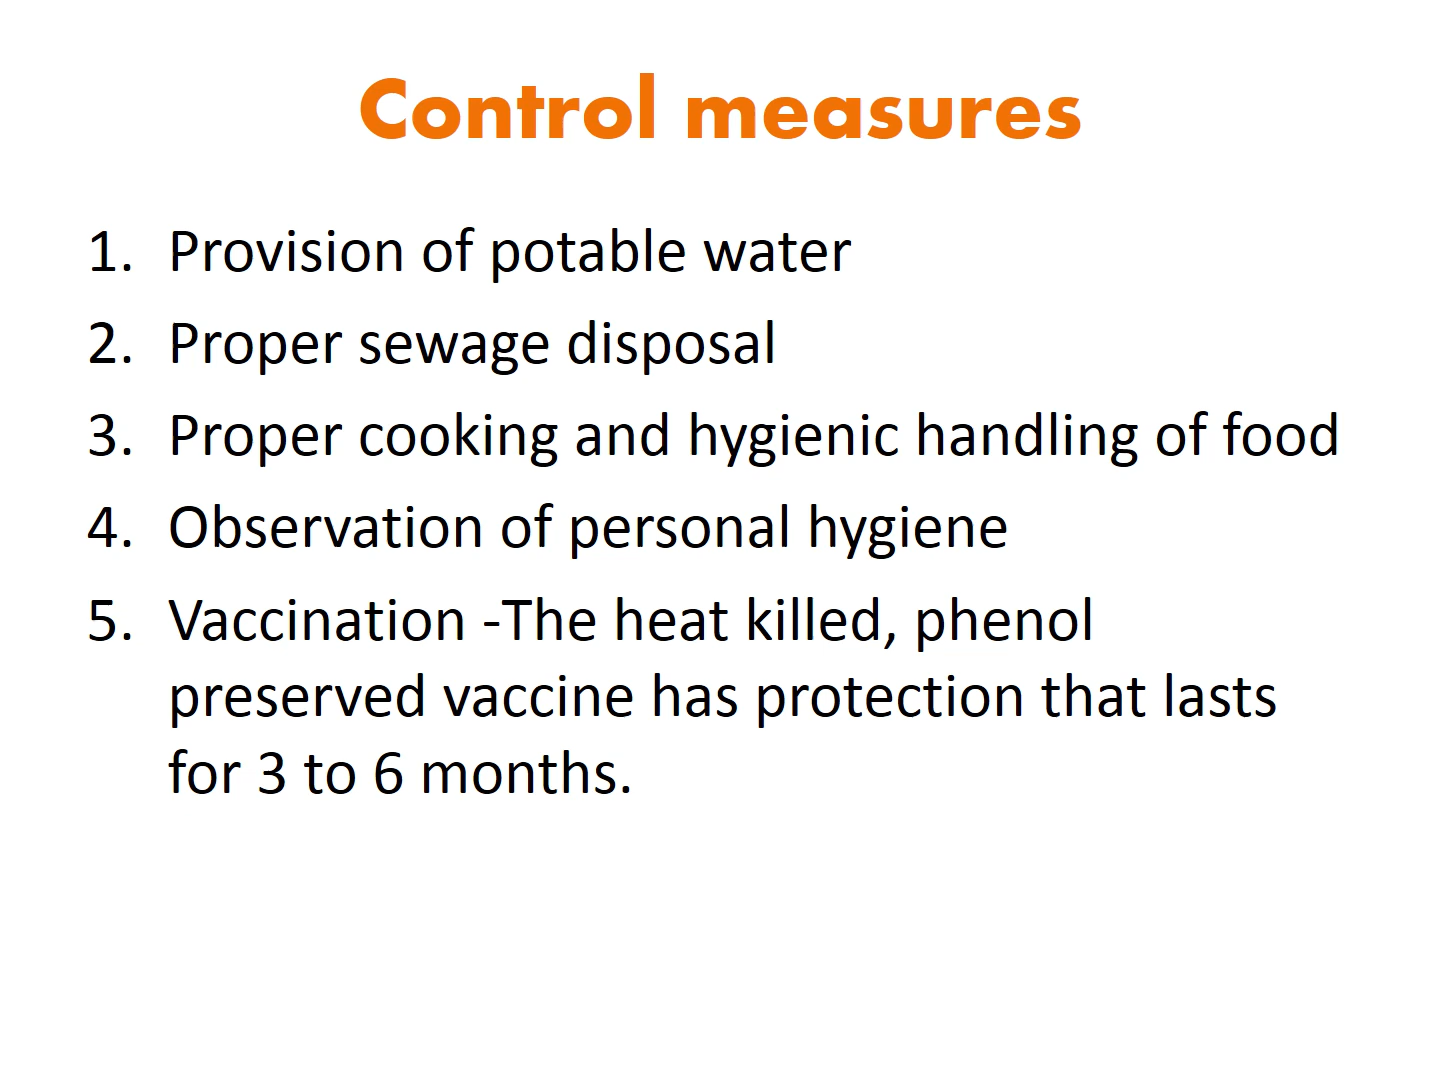 Control measures
1. Provision of potable water
2. Proper sewage disposal
3. Proper cooking and hygienic handling of food
4. Observation of personal hygiene
5. Vaccination -The heat killed, phenol
preserved vaccine has protection that lasts
for 3 to 6 months.